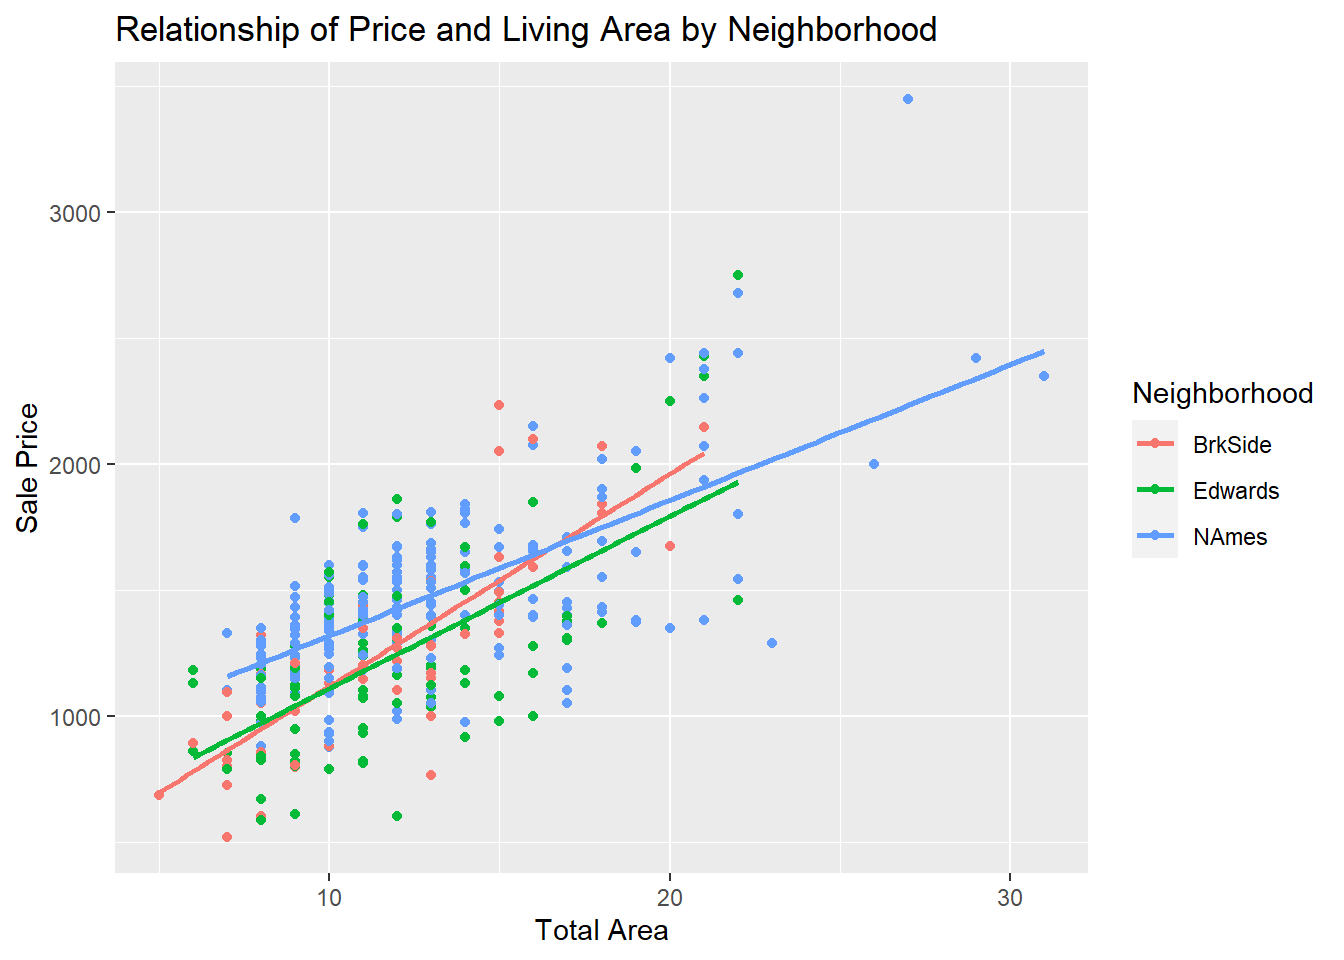 Relationship of Price and Living Area by Neighborhood
Sale Price
3000
2000
1000
10
20
30
Total Area
Neighborhood
BrkSide
Edwards
NAmes